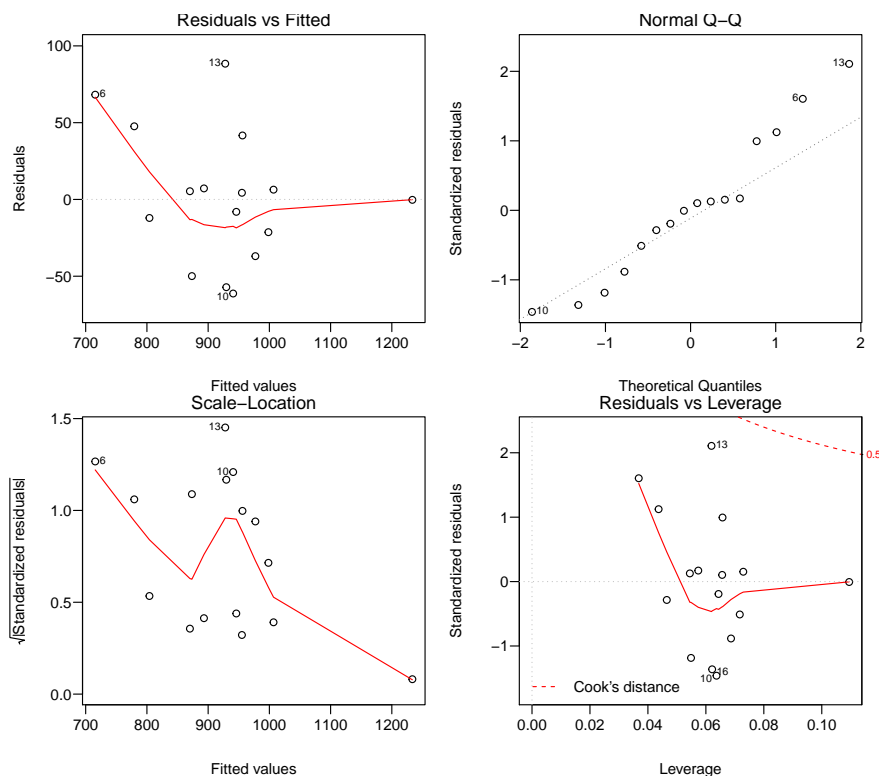 Residuals vs Fitted
Residuals
100
50
0
−50
13
6
10
700 800 900 1000 1100 1200
Fitted values
Normal Q−Q
Standardized residuals
2
1
0
−1
13
6
10
−2 −1 0 1 2
Theoretical Quantiles
Scale−Location
√|Standardized residuals|
1.5
1.0
0.5
0.0
13
6
10
700 800 900 1000 1100 1200
Fitted values
Residuals vs Leverage
Standardized residuals
2
1
0
−1
13
0.5
10
16
Cook's distance
0.00 0.02 0.04 0.06 0.08 0.10
Leverage